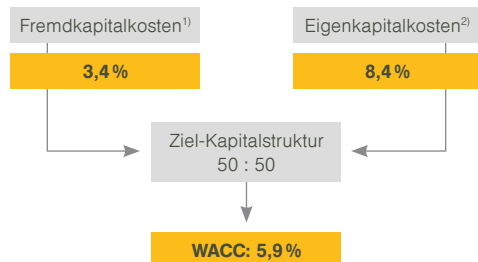 Fremdkapitalkosten1)
Eigenkapitalkosten2)
3,4 %
8,4 %
Ziel-Kapitalstruktur
50 : 50
WACC: 5,9 %